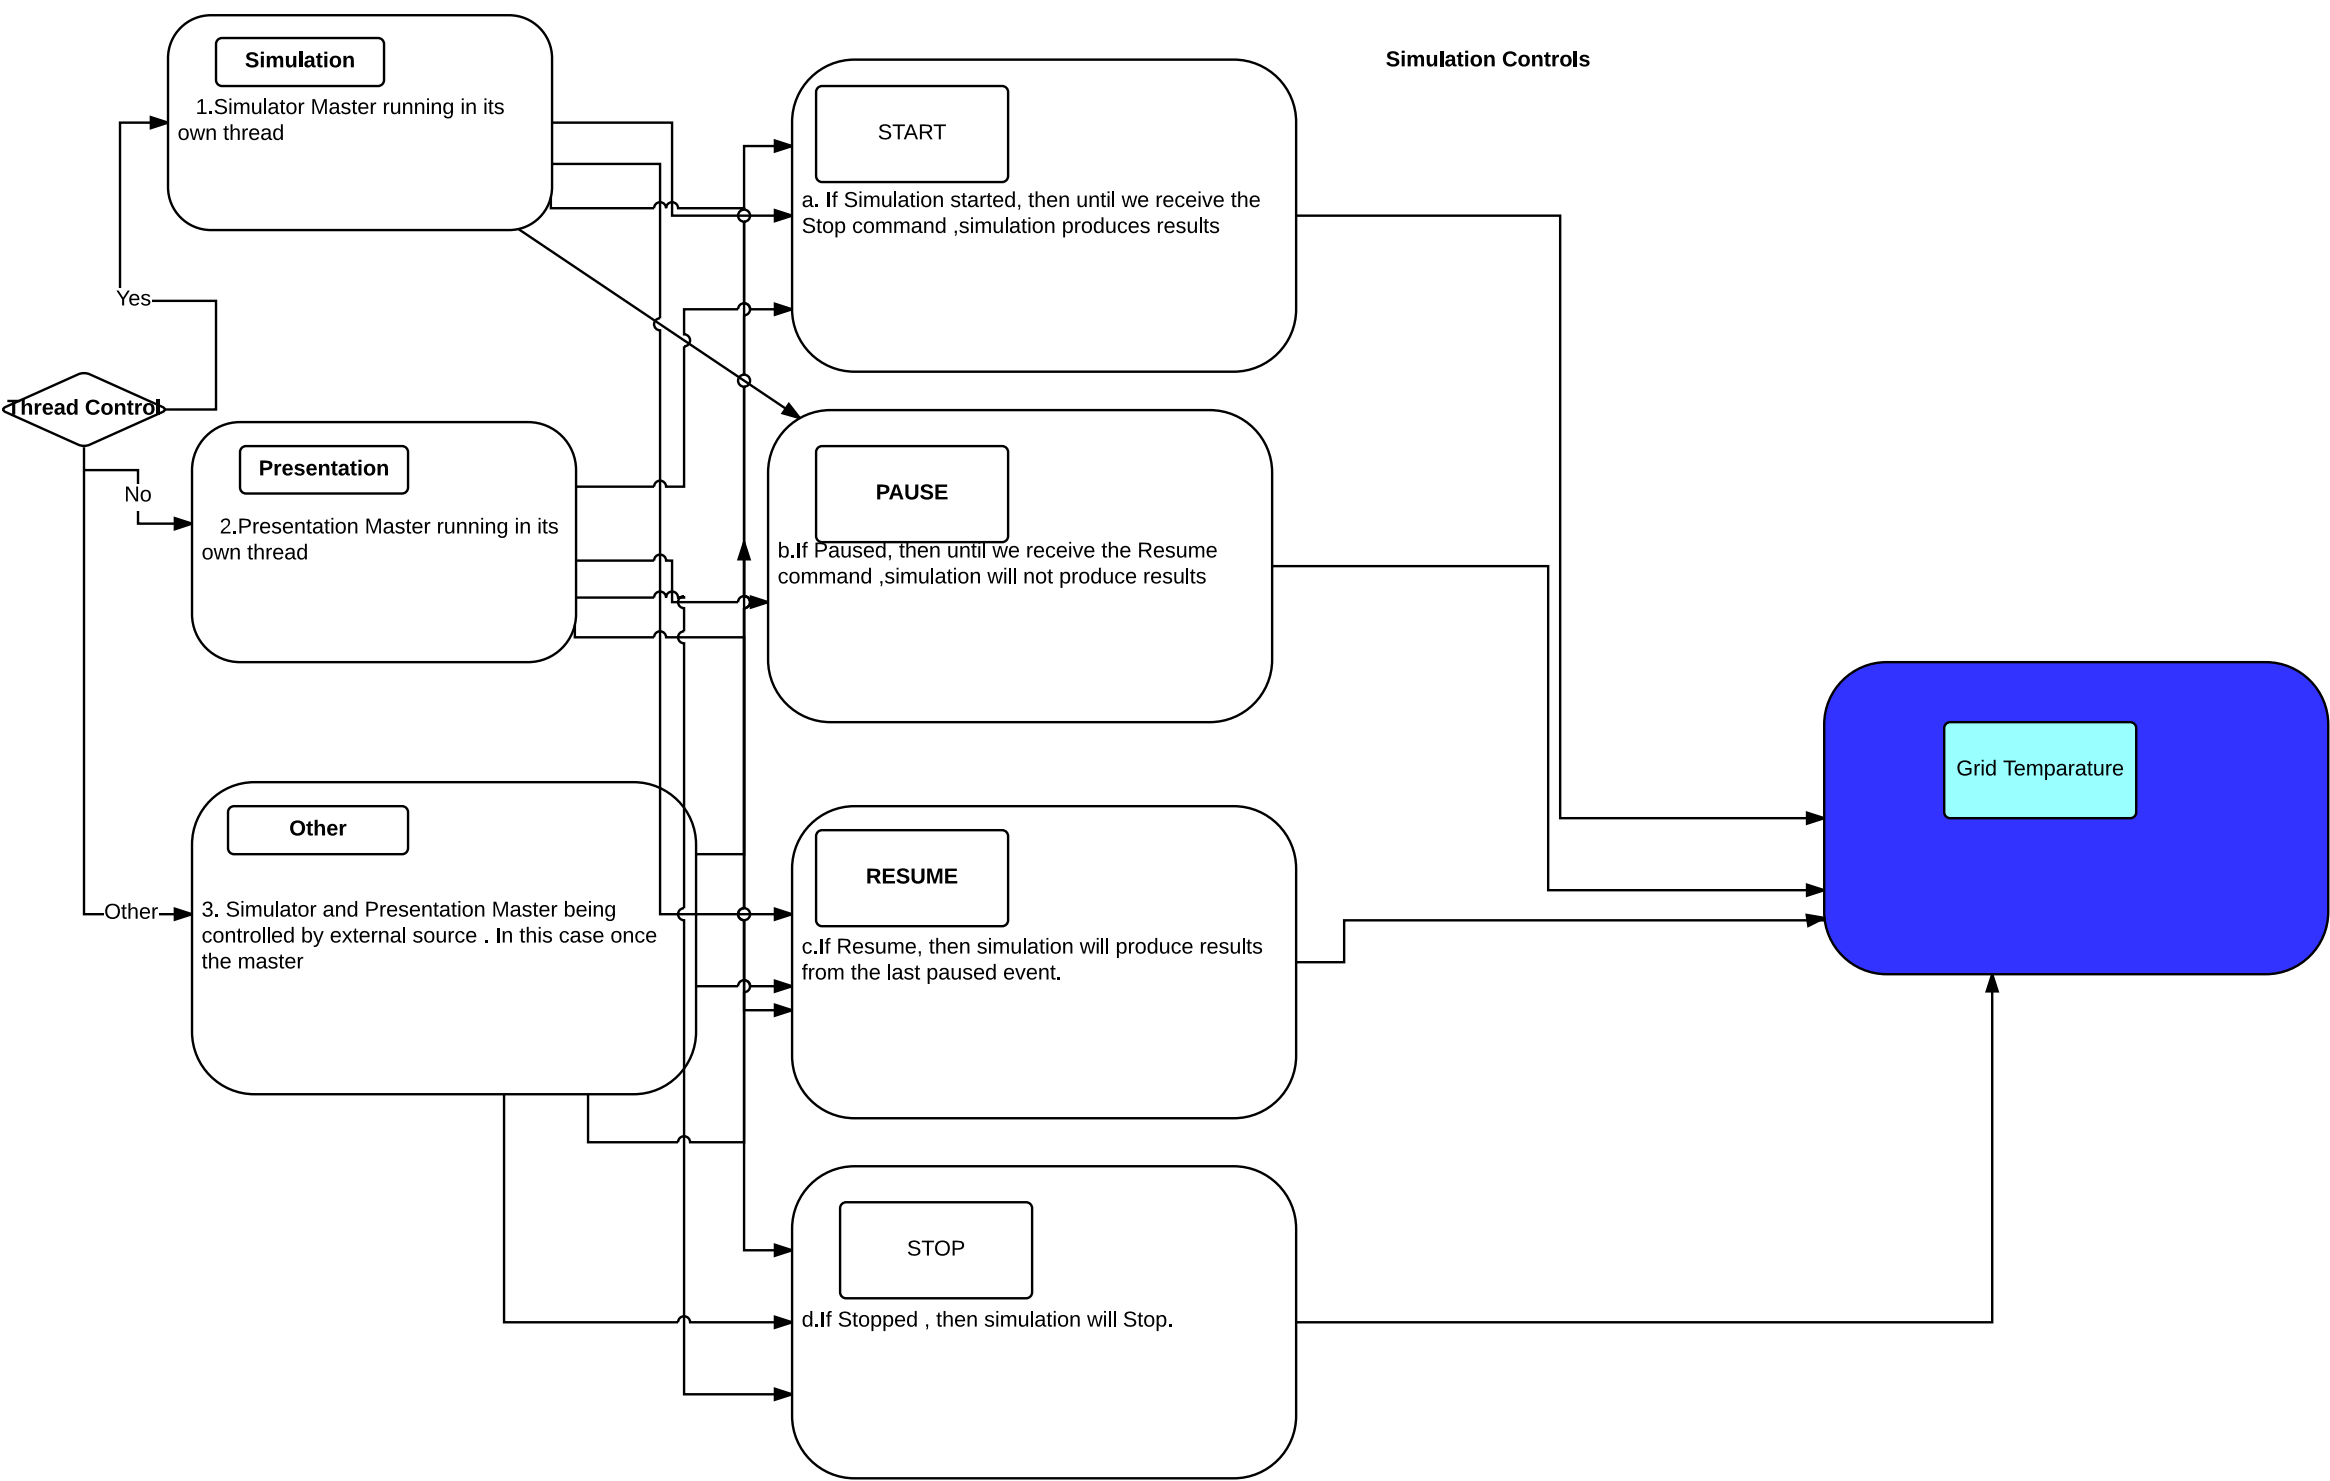 Simulation Controls
Simulation
1.Simulator Master running in its
own thread
START
a. If Simulation started, then until we receive the
Stop command ,simulation produces results
Yes
Thread Control
No
Presentation
2.Presentation Master running in its
own thread
PAUSE
b.If Paused, then until we receive the Resume
command ,simulation will not produce results
Grid Temparature
Other
Other
3. Simulator and Presentation Master being
controlled by external source . In this case once
the master
RESUME
c.If Resume, then simulation will produce results
from the last paused event.
STOP
d.If Stopped , then simulation will Stop.